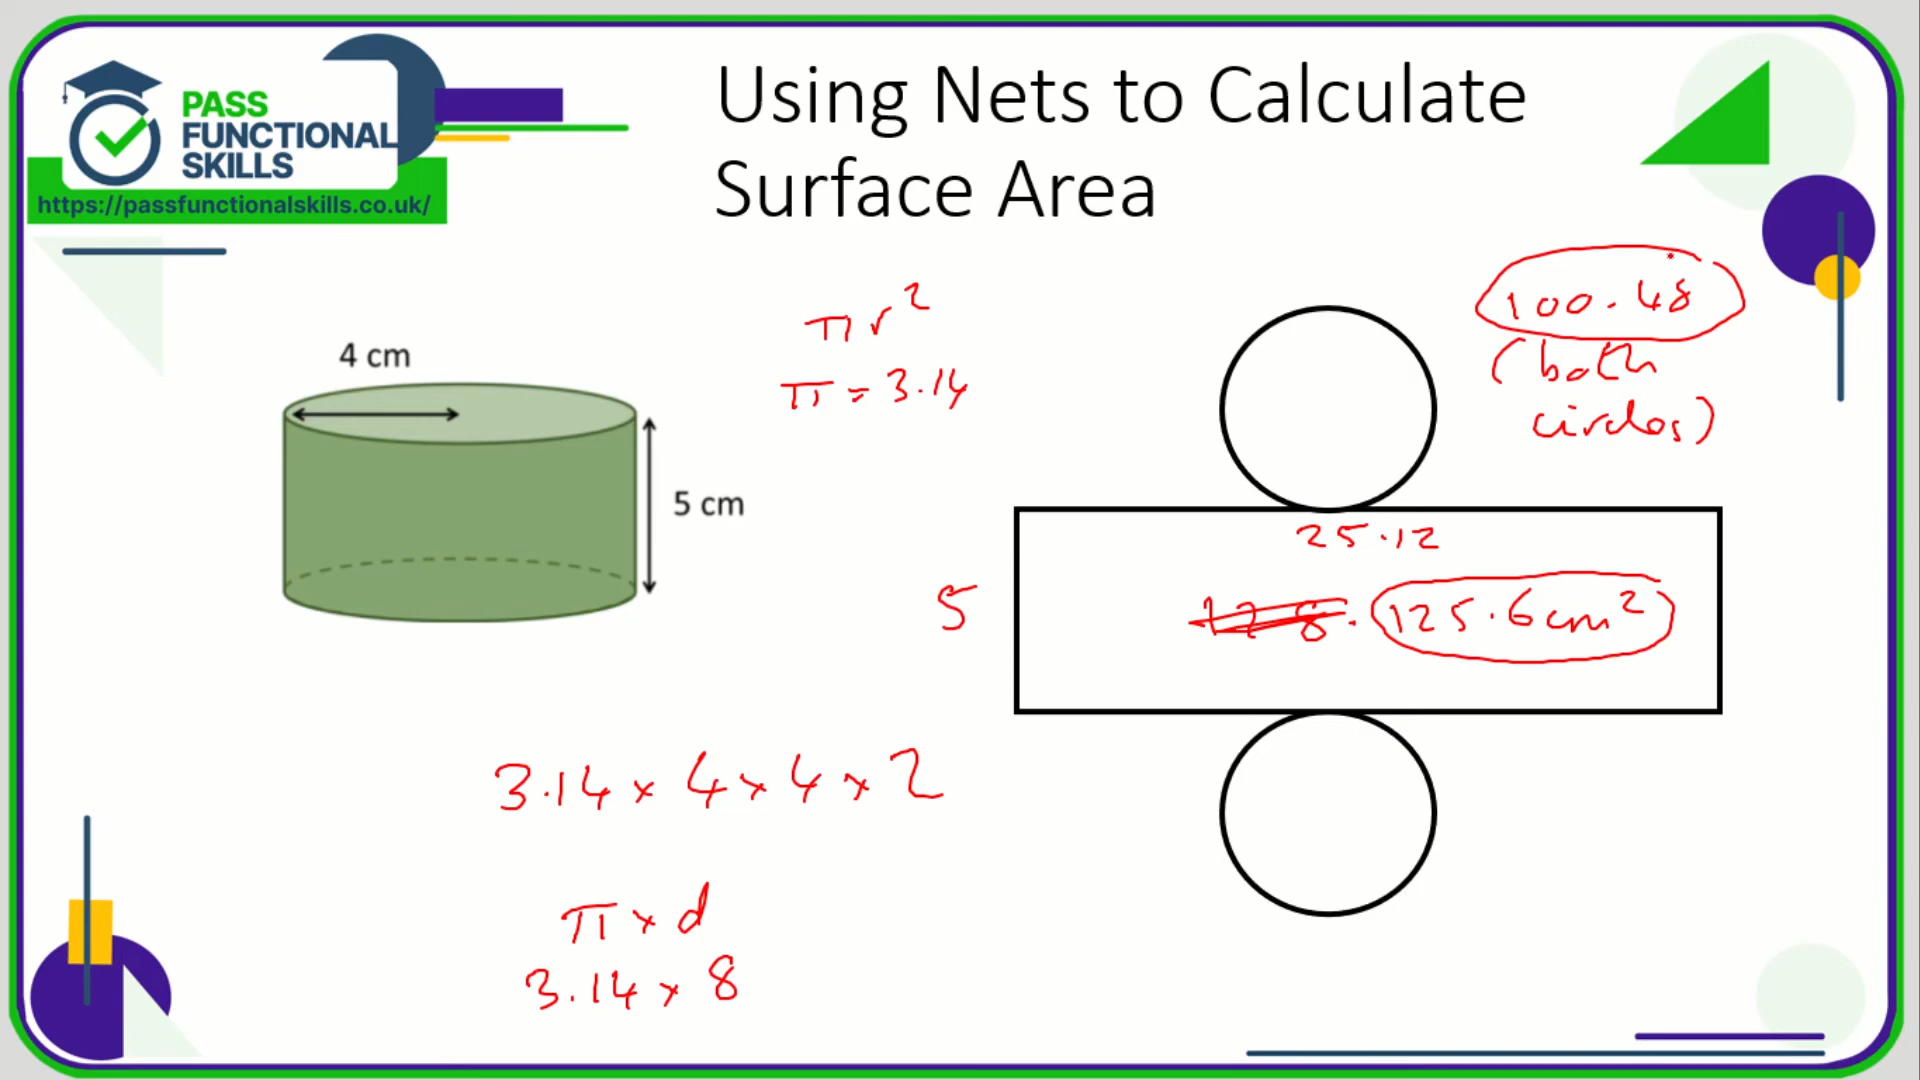 PASS
FUNCTIONAL
SKILLS
https://passfunctionalskills.co.uk/
Using Nets to Calculate
Surface Area
4 cm
5 cm
πr²
π = 3.14
100.48
(both
circles)
25.12
5
128. 125.6cm²
3.14 × 4 × 4 × 2
π × d
3.14 × 8